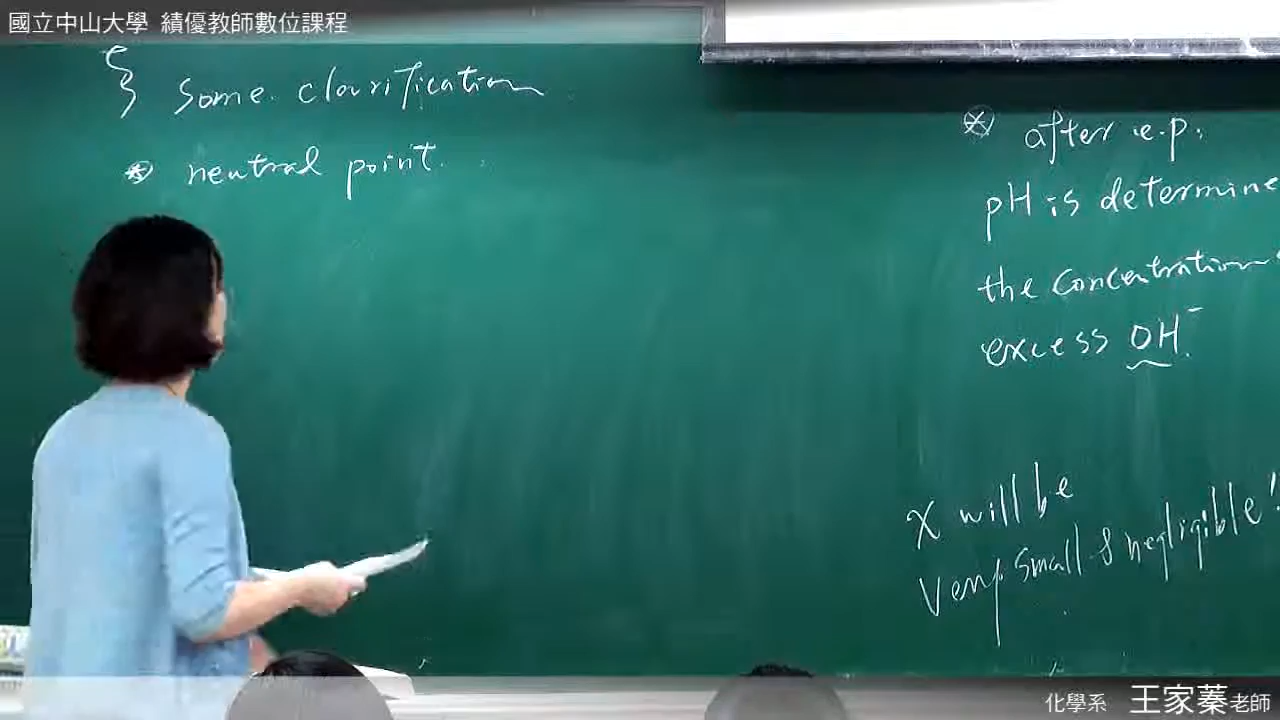 國立中山大學 績優教師數位課程
some clarification
neutral point.
after e.p.
pH is determine
the concentration
excess OH⁻.
x will be
very small & negligible!
化學系 王家蓁老師